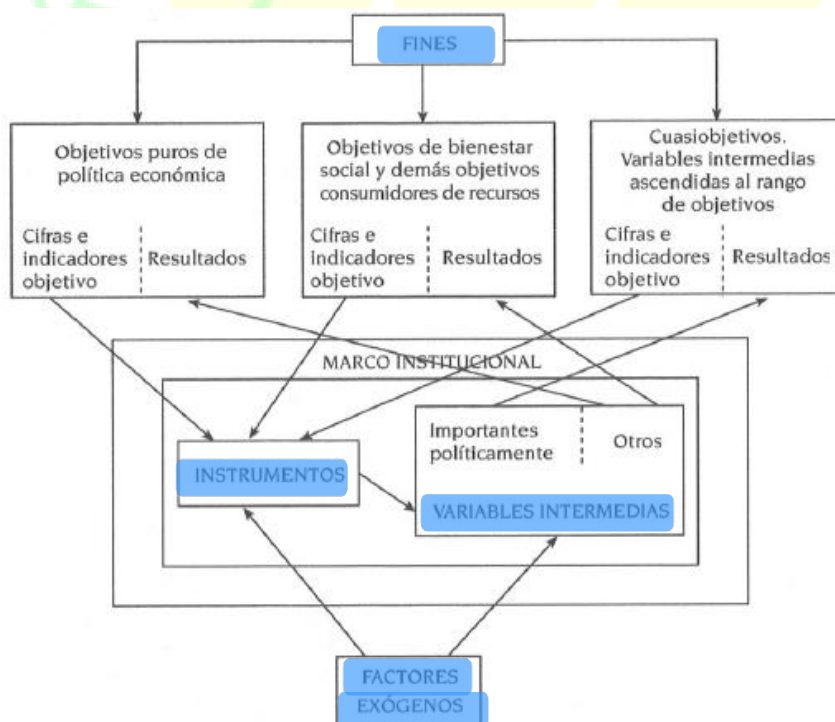 FINES
Objetivos puros de
política económica
Cifras e
indicadores
objetivo
Resultados
Objetivos de bienestar
social y demás objetivos
consumidores de recursos
Cifras e
indicadores
objetivo
Resultados
Cuasiobjetivos.
Variables intermedias
ascendidas al rango
de objetivos
Cifras e
indicadores
objetivo
Resultados
MARCO INSTITUCIONAL
INSTRUMENTOS
Importantes
políticamente
Otros
VARIABLES INTERMEDIAS
FACTORES
EXÓGENOS